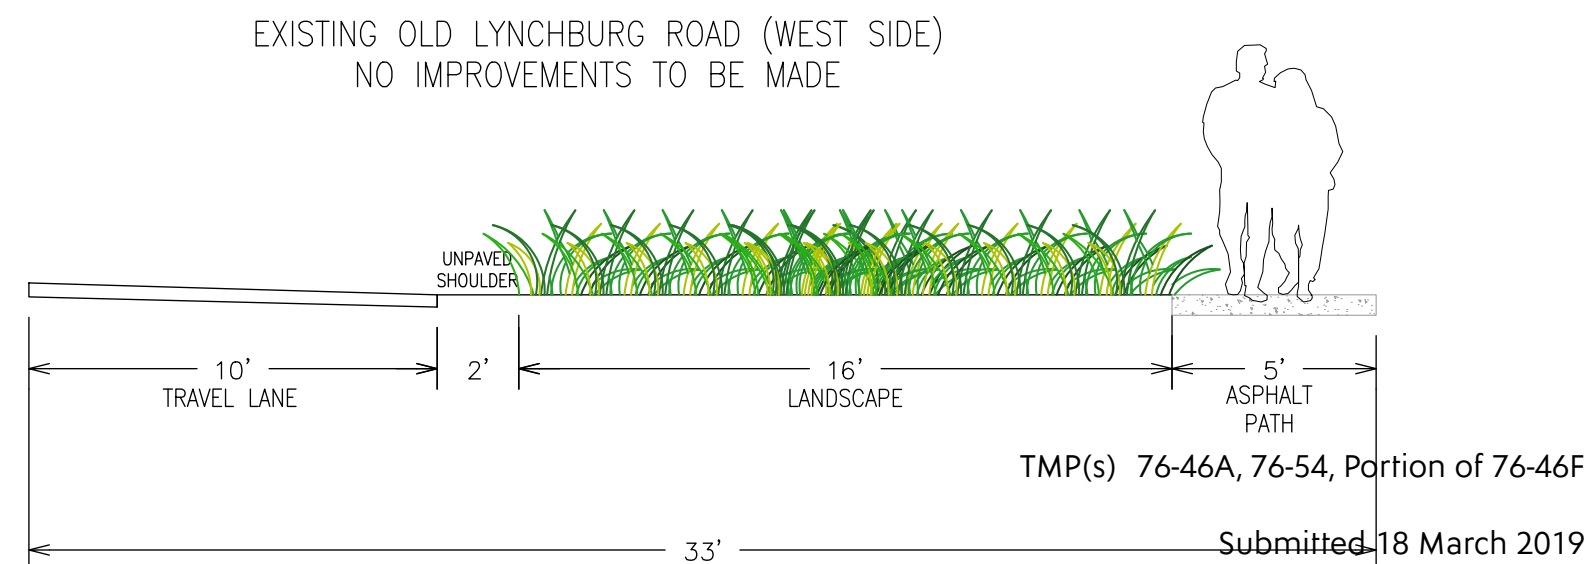 EXISTING OLD LYNCHBURG ROAD (WEST SIDE)
NO IMPROVEMENTS TO BE MADE
UNPAVED
SHOULDER
10' 2' 16' 5'
TRAVEL LANE LANDSCAPE ASPHALT
PATH
TMP(s) 76-46A, 76-54, Portion of 76-46F
33' Submitted 18 March 2019